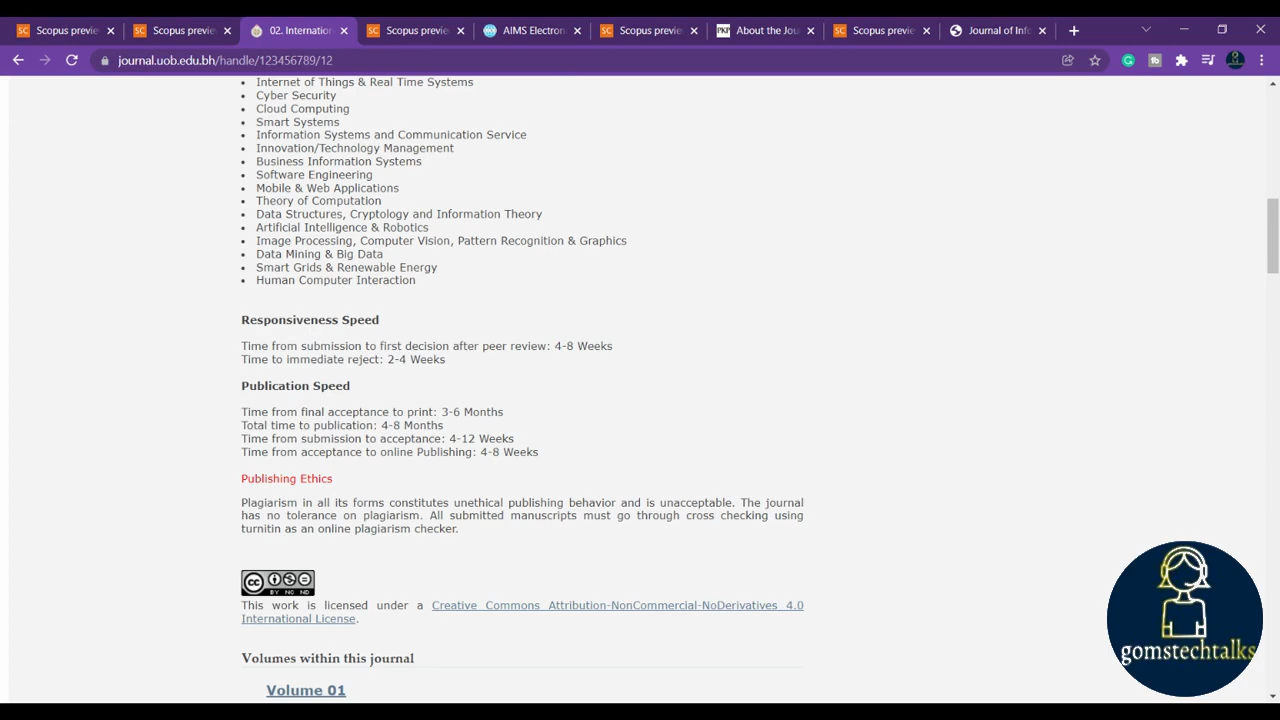 Scopus previe
Scopus previe
02. Internation
Scopus previe
AIMS Electron
Scopus previe
PKP
About the Jou
Scopus previe
Journal of Info
journal.uob.edu.bh/handle/123456789/12
• Internet of Things & Real Time Systems
• Cyber Security
• Cloud Computing
• Smart Systems
• Information Systems and Communication Service
• Innovation/Technology Management
• Business Information Systems
• Software Engineering
• Mobile & Web Applications
• Theory of Computation
• Data Structures, Cryptology and Information Theory
• Artificial Intelligence & Robotics
• Image Processing, Computer Vision, Pattern Recognition & Graphics
• Data Mining & Big Data
• Smart Grids & Renewable Energy
• Human Computer Interaction
Responsiveness Speed
Time from submission to first decision after peer review: 4-8 Weeks
Time to immediate reject: 2-4 Weeks
Publication Speed
Time from final acceptance to print: 3-6 Months
Total time to publication: 4-8 Months
Time from submission to acceptance: 4-12 Weeks
Time from acceptance to online Publishing: 4-8 Weeks
Publishing Ethics
Plagiarism in all its forms constitutes unethical publishing behavior and is unacceptable. The journal
has no tolerance on plagiarism. All submitted manuscripts must go through cross checking using
turnitin as an online plagiarism checker.
cc BY NC ND
This work is licensed under a Creative Commons Attribution-NonCommercial-NoDerivatives 4.0
International License.
gomstechtalks
Volumes within this journal
Volume 01